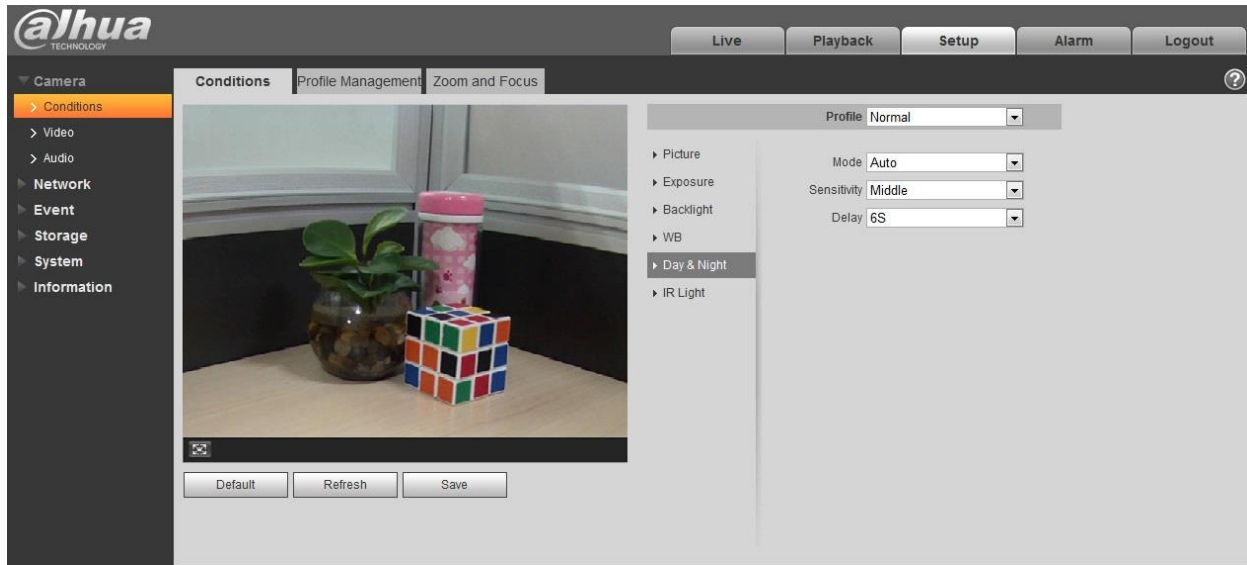 alhua
TECHNOLOGY
Live
Playback
Setup
Alarm
Logout
Camera
Conditions
Video
Audio
Network
Event
Storage
System
Information
Conditions
Profile Management
Zoom and Focus
?
Profile Normal
Picture
Exposure
Backlight
WB
Day & Night
IR Light
Mode Auto
Sensitivity Middle
Delay 6S
Default
Refresh
Save